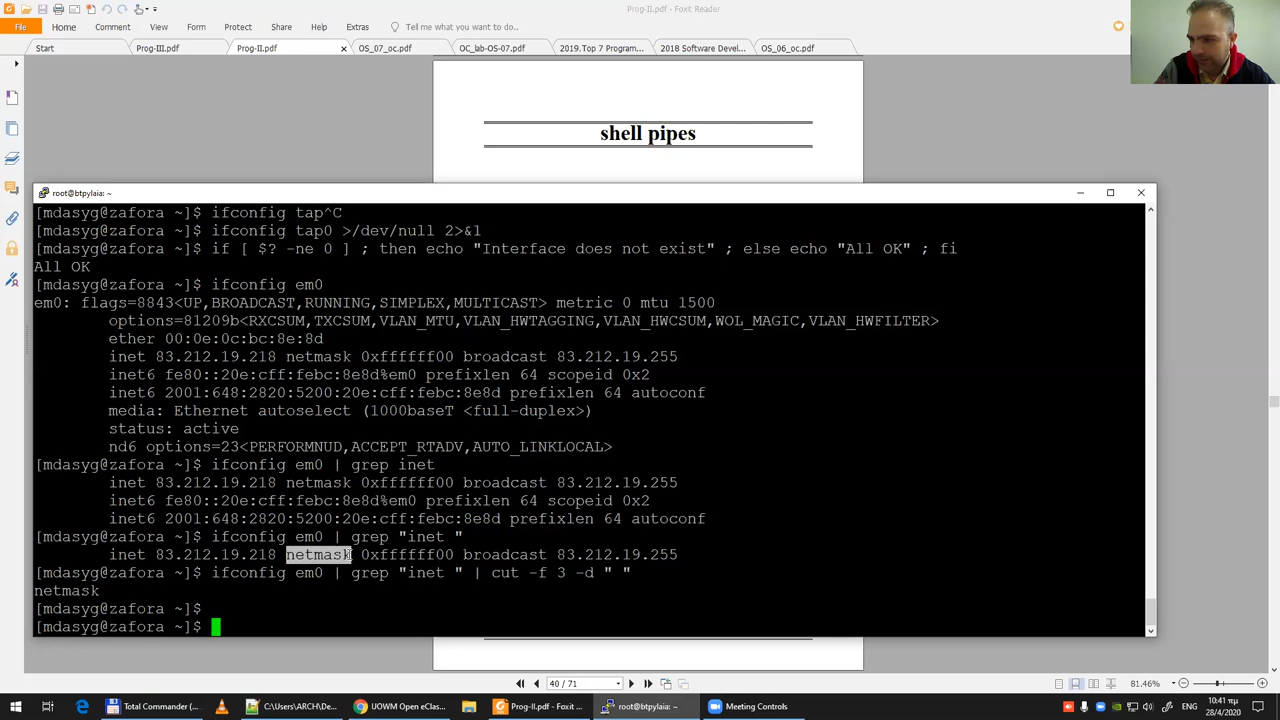 Prog-II.pdf - Foxit Reader
File Home Comment View Form Protect Share Help Extras Tell me what you want to do...
Start Prog-III.pdf Prog-II.pdf OS_07_oc.pdf OC_lab-OS-07.pdf 2019.Top 7 Program... 2018 Software Devel... OS_06_oc.pdf
shell pipes
root@btpylaia: ~
[mdasyg@zafora ~]$ ifconfig tap^C
[mdasyg@zafora ~]$ ifconfig tap0 >/dev/null 2>&1
[mdasyg@zafora ~]$ if [ $? -ne 0 ] ; then echo "Interface does not exist" ; else echo "All OK" ; fi
All OK
[mdasyg@zafora ~]$ ifconfig em0
em0: flags=8843<UP,BROADCAST,RUNNING,SIMPLEX,MULTICAST> metric 0 mtu 1500
options=81209b<RXCSUM,TXCSUM,VLAN_MTU,VLAN_HWTAGGING,VLAN_HWCSUM,WOL_MAGIC,VLAN_HWFILTER>
ether 00:0e:0c:bc:8e:8d
inet 83.212.19.218 netmask 0xffffff00 broadcast 83.212.19.255
inet6 fe80::20e:cff:febc:8e8d%em0 prefixlen 64 scopeid 0x2
inet6 2001:648:2820:5200:20e:cff:febc:8e8d prefixlen 64 autoconf
media: Ethernet autoselect (1000baseT <full-duplex>)
status: active
nd6 options=23<PERFORMNUD,ACCEPT_RTADV,AUTO_LINKLOCAL>
[mdasyg@zafora ~]$ ifconfig em0 | grep inet
inet 83.212.19.218 netmask 0xffffff00 broadcast 83.212.19.255
inet6 fe80::20e:cff:febc:8e8d%em0 prefixlen 64 scopeid 0x2
inet6 2001:648:2820:5200:20e:cff:febc:8e8d prefixlen 64 autoconf
[mdasyg@zafora ~]$ ifconfig em0 | grep "inet "
inet 83.212.19.218 netmask 0xffffff00 broadcast 83.212.19.255
[mdasyg@zafora ~]$ ifconfig em0 | grep "inet " | cut -f 3 -d " "
netmask
[mdasyg@zafora ~]$
[mdasyg@zafora ~]$
40 / 71 81.46%
Total Commander (... C:\Users\ARCH\De... UOWM Open eClass... Prog-II.pdf - Foxit ... root@btpylaia: ~ Meeting Controls ENG 10:41 πμ
28/4/2020